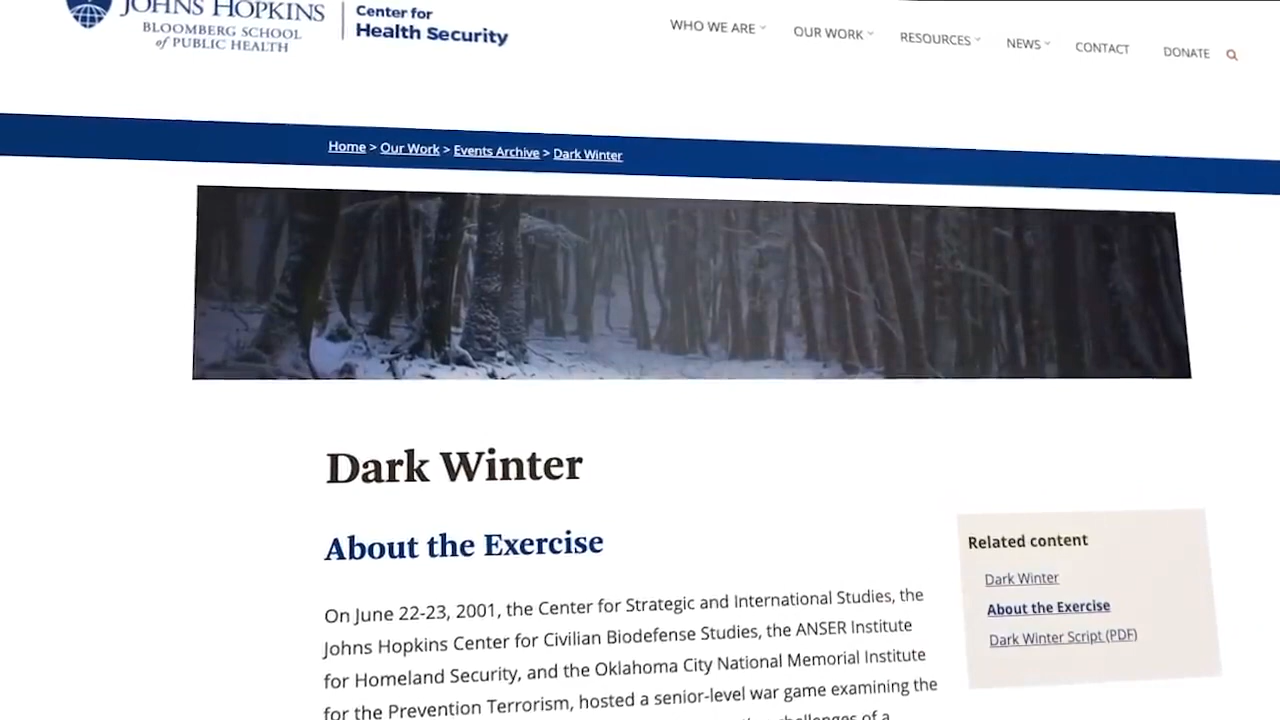 JOHNS HOPKINS
BLOOMBERG SCHOOL
of PUBLIC HEALTH
Center for
Health Security
WHO WE ARE
OUR WORK
RESOURCES
NEWS
CONTACT
DONATE
Home > Our Work > Events Archive > Dark Winter
Dark Winter
About the Exercise
On June 22-23, 2001, the Center for Strategic and International Studies, the
Johns Hopkins Center for Civilian Biodefense Studies, the ANSER Institute
for Homeland Security, and the Oklahoma City National Memorial Institute
for the Prevention Terrorism, hosted a senior-level war game examining the
challenges of a
Related content
Dark Winter
About the Exercise
Dark Winter Script (PDF)